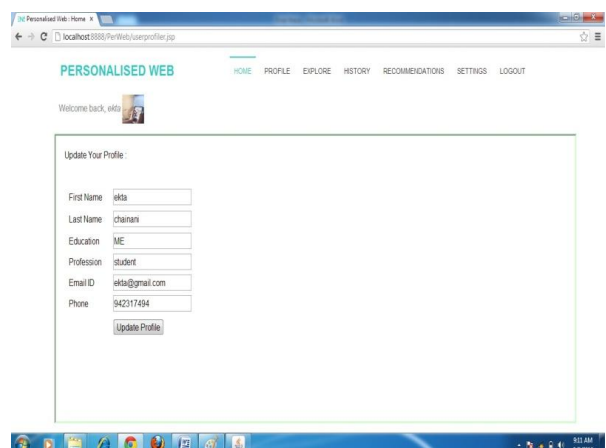 Personalised Web : Home
localhost:8888/PerWeb/userprofiler.jsp
PERSONALISED WEB
HOME PROFILE EXPLORE HISTORY RECOMMENDATIONS SETTINGS LOGOUT
Welcome back, ekta
Update Your Profile :
First Name ekta
Last Name chainani
Education ME
Profession student
Email ID ekta@gmail.com
Phone 942317494
Update Profile
9:11 AM